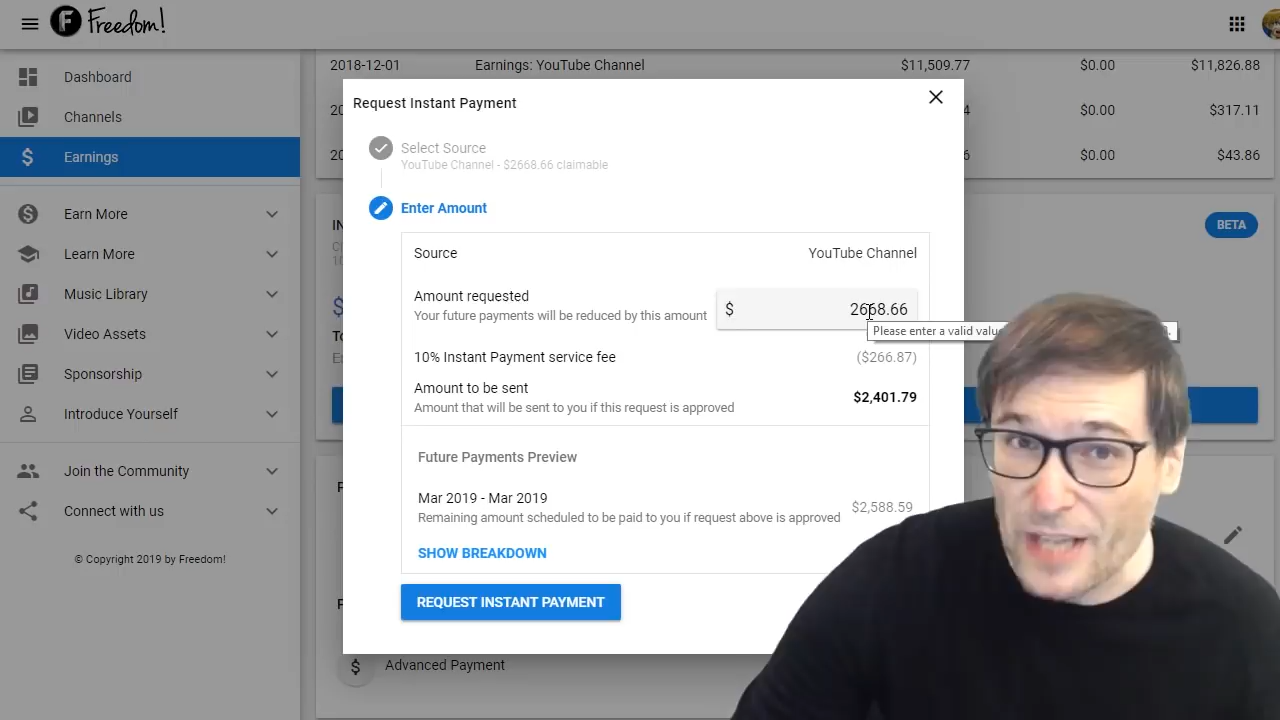 F Freedom!
Dashboard
Channels
Earnings
Earn More
Learn More
Music Library
Video Assets
Sponsorship
Introduce Yourself
Join the Community
Connect with us
© Copyright 2019 by Freedom!
2018-12-01 Earnings: YouTube Channel $11,509.77 $0.00 $11,826.88
20 4 $0.00 $317.11
20 6 $0.00 $43.86
BETA
Request Instant Payment
Select Source
YouTube Channel - $2668.66 claimable
Enter Amount
Source YouTube Channel
Amount requested
Your future payments will be reduced by this amount
$ 2668.66
Please enter a valid value
10% Instant Payment service fee ($266.87)
Amount to be sent
Amount that will be sent to you if this request is approved
$2,401.79
Future Payments Preview
Mar 2019 - Mar 2019
Remaining amount scheduled to be paid to you if request above is approved
$2,588.59
SHOW BREAKDOWN
REQUEST INSTANT PAYMENT
$ Advanced Payment